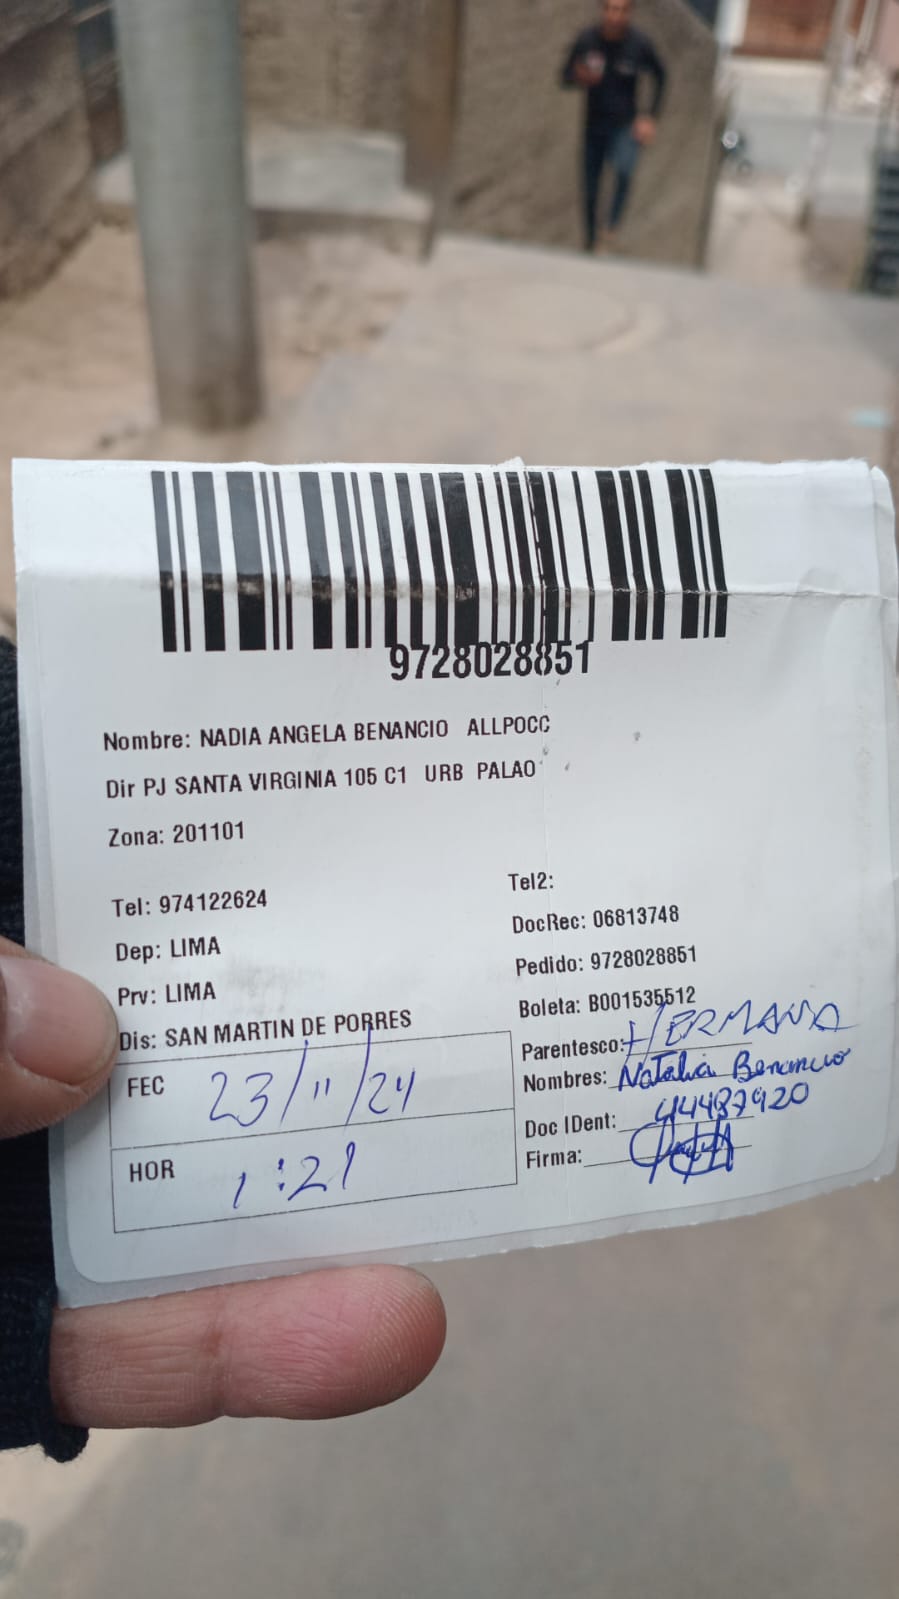 9728028851
Nombre: NADIA ANGELA BENANCIO ALLPOCC
Dir PJ SANTA VIRGINIA 105 C1 URB PALAO
Zona: 201101
Tel: 974122624
Tel2:
Dep: LIMA
DocRec: 06813748
Prv: LIMA
Pedido: 9728028851
Dis: SAN MARTIN DE PORRES
Boleta: B001535512
Parentesco: HERMANA
FEC 23/11/24
Nombres: Natalia Benancio
Doc IDent: 44487920
HOR 1:21
Firma: